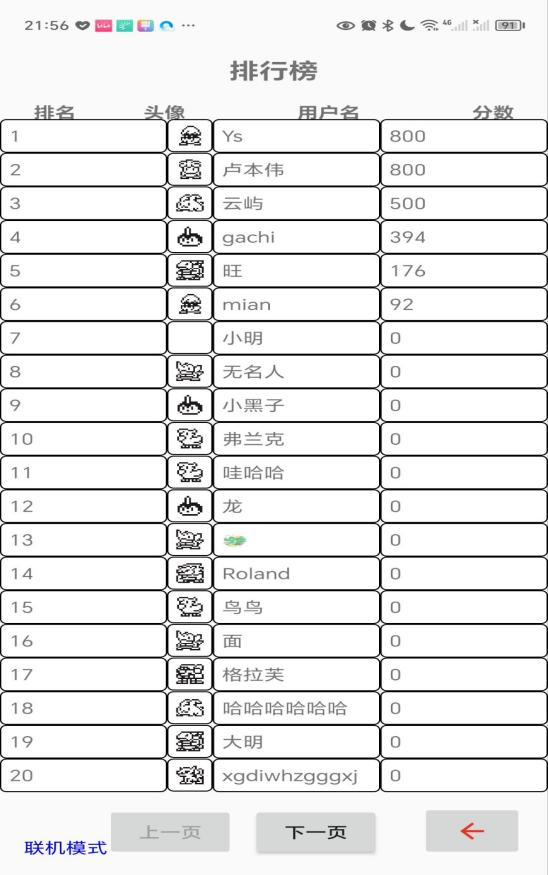 21:56 ... 4G 91
排行榜
排名 头像 用户名 分数
1 Ys 800
2 卢本伟 800
3 云屿 500
4 gachi 394
5 旺 176
6 mian 92
7 小明 0
8 无名人 0
9 小黑子 0
10 弗兰克 0
11 哇哈哈 0
12 龙 0
13 🐲 0
14 Roland 0
15 鸟鸟 0
16 面 0
17 格拉芙 0
18 哈哈哈哈哈哈 0
19 大明 0
20 xgdiwhzgggxj 0
联机模式 上一页 下一页